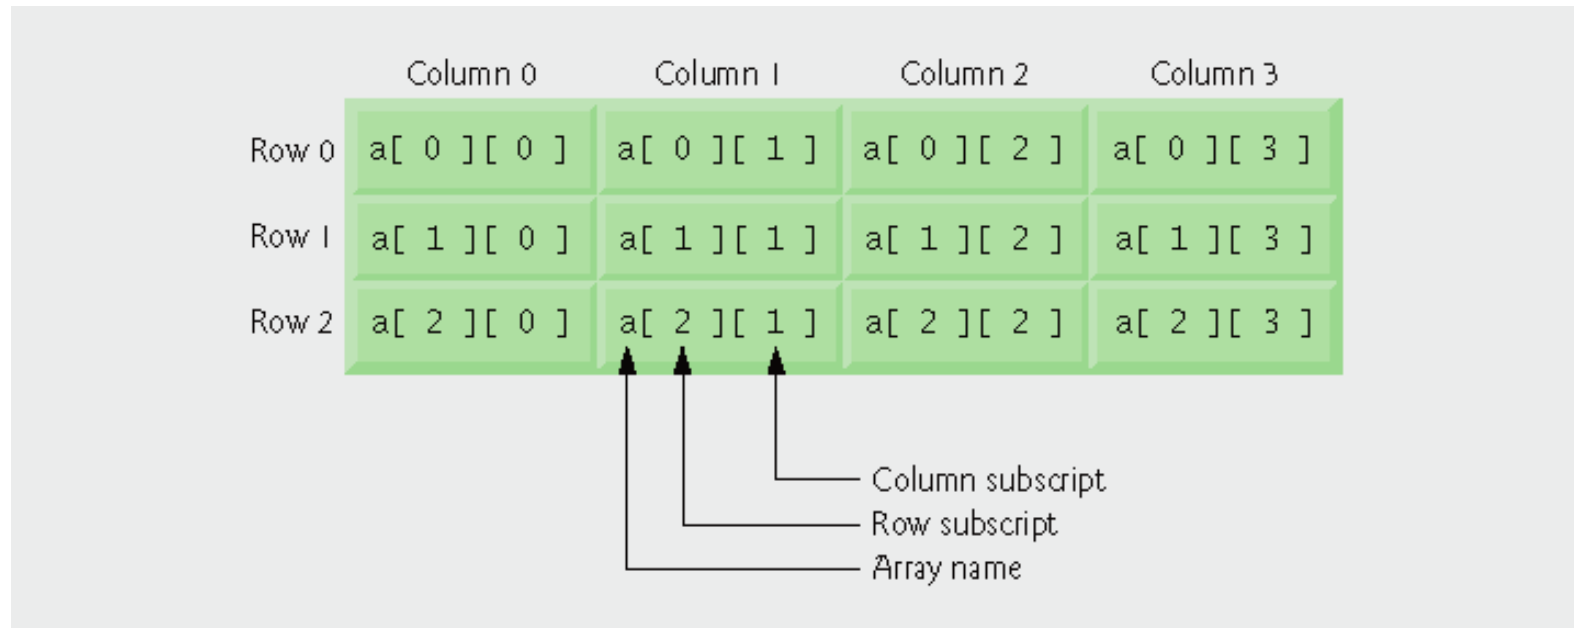 Column 0 Column 1 Column 2 Column 3
Row 0 a[ 0 ][ 0 ] a[ 0 ][ 1 ] a[ 0 ][ 2 ] a[ 0 ][ 3 ]
Row 1 a[ 1 ][ 0 ] a[ 1 ][ 1 ] a[ 1 ][ 2 ] a[ 1 ][ 3 ]
Row 2 a[ 2 ][ 0 ] a[ 2 ][ 1 ] a[ 2 ][ 2 ] a[ 2 ][ 3 ]
Column subscript
Row subscript
Array name